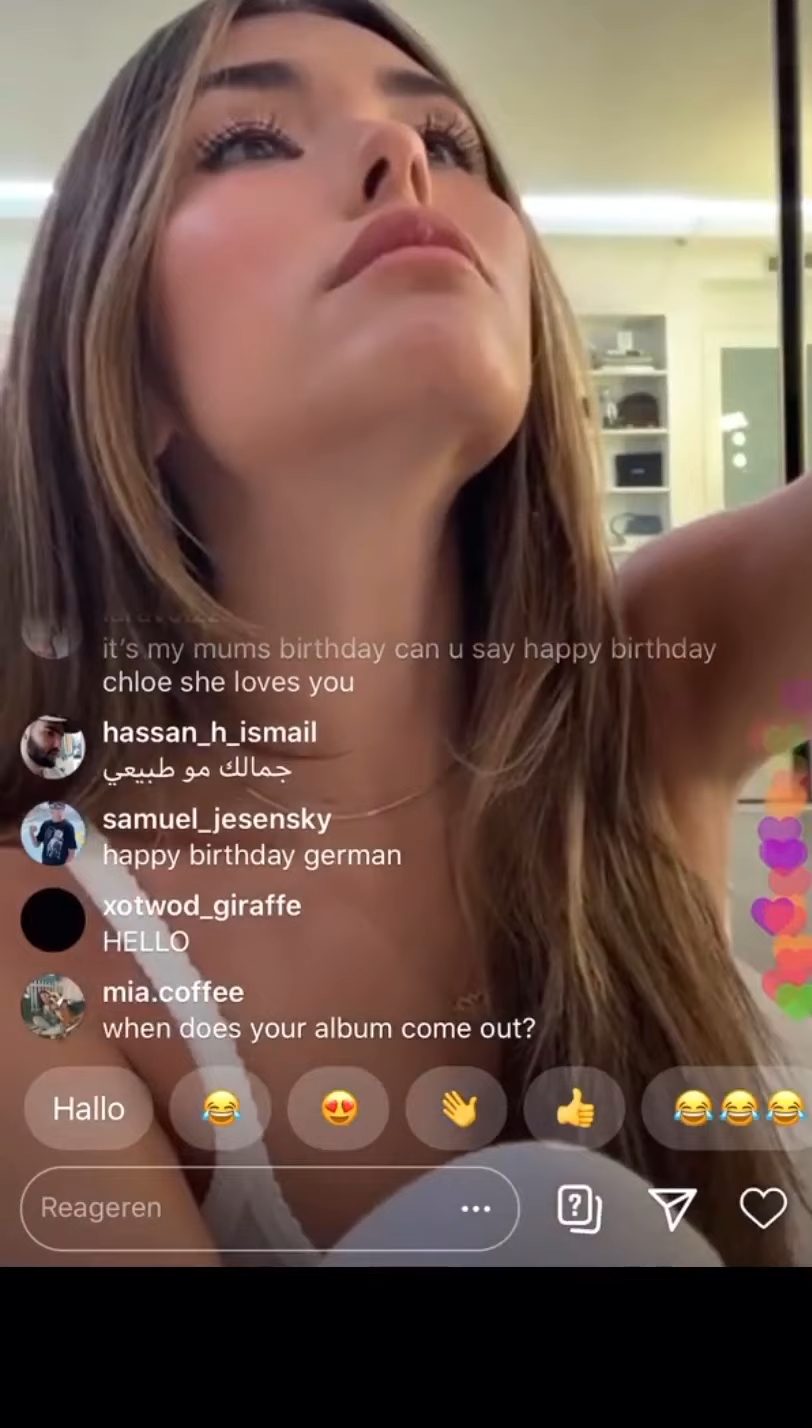 it's my mums birthday can u say happy birthday
chloe she loves you
hassan_h_ismail
جمالك مو طبيعي
samuel_jesensky
happy birthday german
xotwod_giraffe
HELLO
mia.coffee
when does your album come out?
Hallo
Reageren